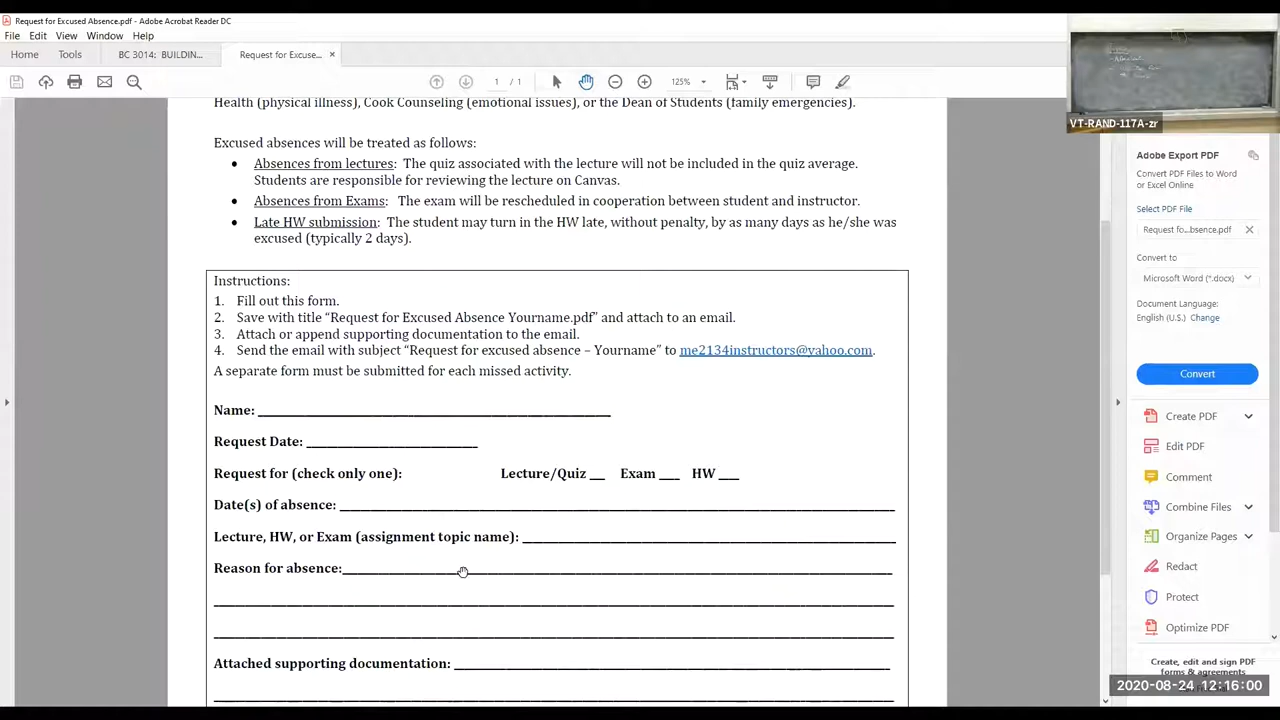 Request for Excused Absence.pdf - Adobe Acrobat Reader DC
File Edit View Window Help
Home Tools BC 3014: BUILDIN... Request for Excuse... ×
1 / 1 125%
VT-RAND-117A-zr
Health (physical illness), Cook Counseling (emotional issues), or the Dean of Students (family emergencies).
Excused absences will be treated as follows:
• Absences from lectures: The quiz associated with the lecture will not be included in the quiz average.
Students are responsible for reviewing the lecture on Canvas.
• Absences from Exams: The exam will be rescheduled in cooperation between student and instructor.
• Late HW submission: The student may turn in the HW late, without penalty, by as many days as he/she was
excused (typically 2 days).
Instructions:
1. Fill out this form.
2. Save with title “Request for Excused Absence Yourname.pdf” and attach to an email.
3. Attach or append supporting documentation to the email.
4. Send the email with subject “Request for excused absence – Yourname” to me2134instructors@yahoo.com.
A separate form must be submitted for each missed activity.
Name:
Request Date:
Request for (check only one): Lecture/Quiz ___ Exam ___ HW ___
Date(s) of absence:
Lecture, HW, or Exam (assignment topic name):
Reason for absence:
Attached supporting documentation:
Adobe Export PDF
Convert PDF Files to Word
or Excel Online
Select PDF File
Request fo...bsence.pdf
Convert to
Microsoft Word (*.docx)
Document Language:
English (U.S.) Change
Convert
Create PDF
Edit PDF
Comment
Combine Files
Organize Pages
Redact
Protect
Optimize PDF
Create, edit and sign PDF
forms & agreements
2020-08-24 12:16:00